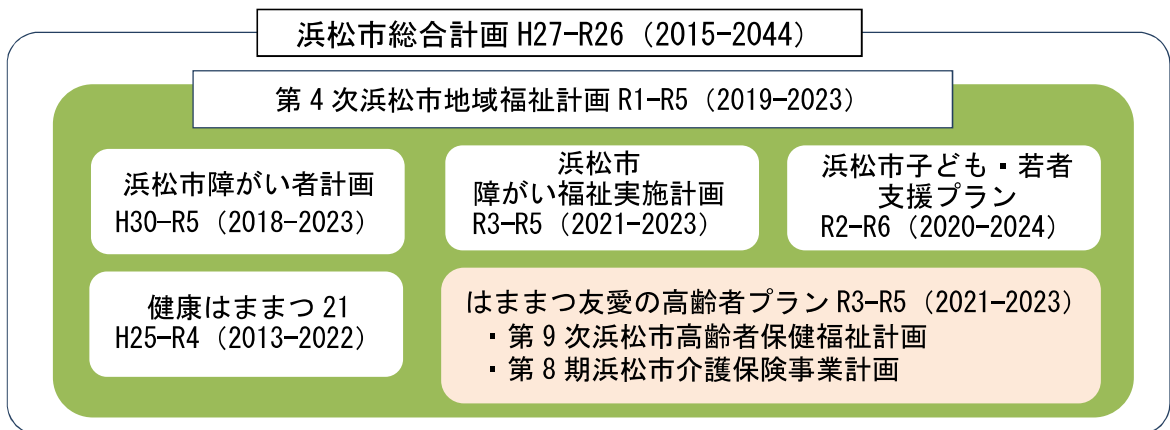 浜松市総合計画 H27-R26（2015-2044）
第４次浜松市地域福祉計画 R1-R5（2019-2023）
浜松市障がい者計画
H30-R5（2018-2023）
浜松市
障がい福祉実施計画
R3-R5（2021-2023）
浜松市子ども・若者
支援プラン
R2-R6（2020-2024）
健康はままつ 21
H25-R4（2013-2022）
はままつ友愛の高齢者プラン R3-R5（2021-2023）
・第９次浜松市高齢者保健福祉計画
・第８期浜松市介護保険事業計画